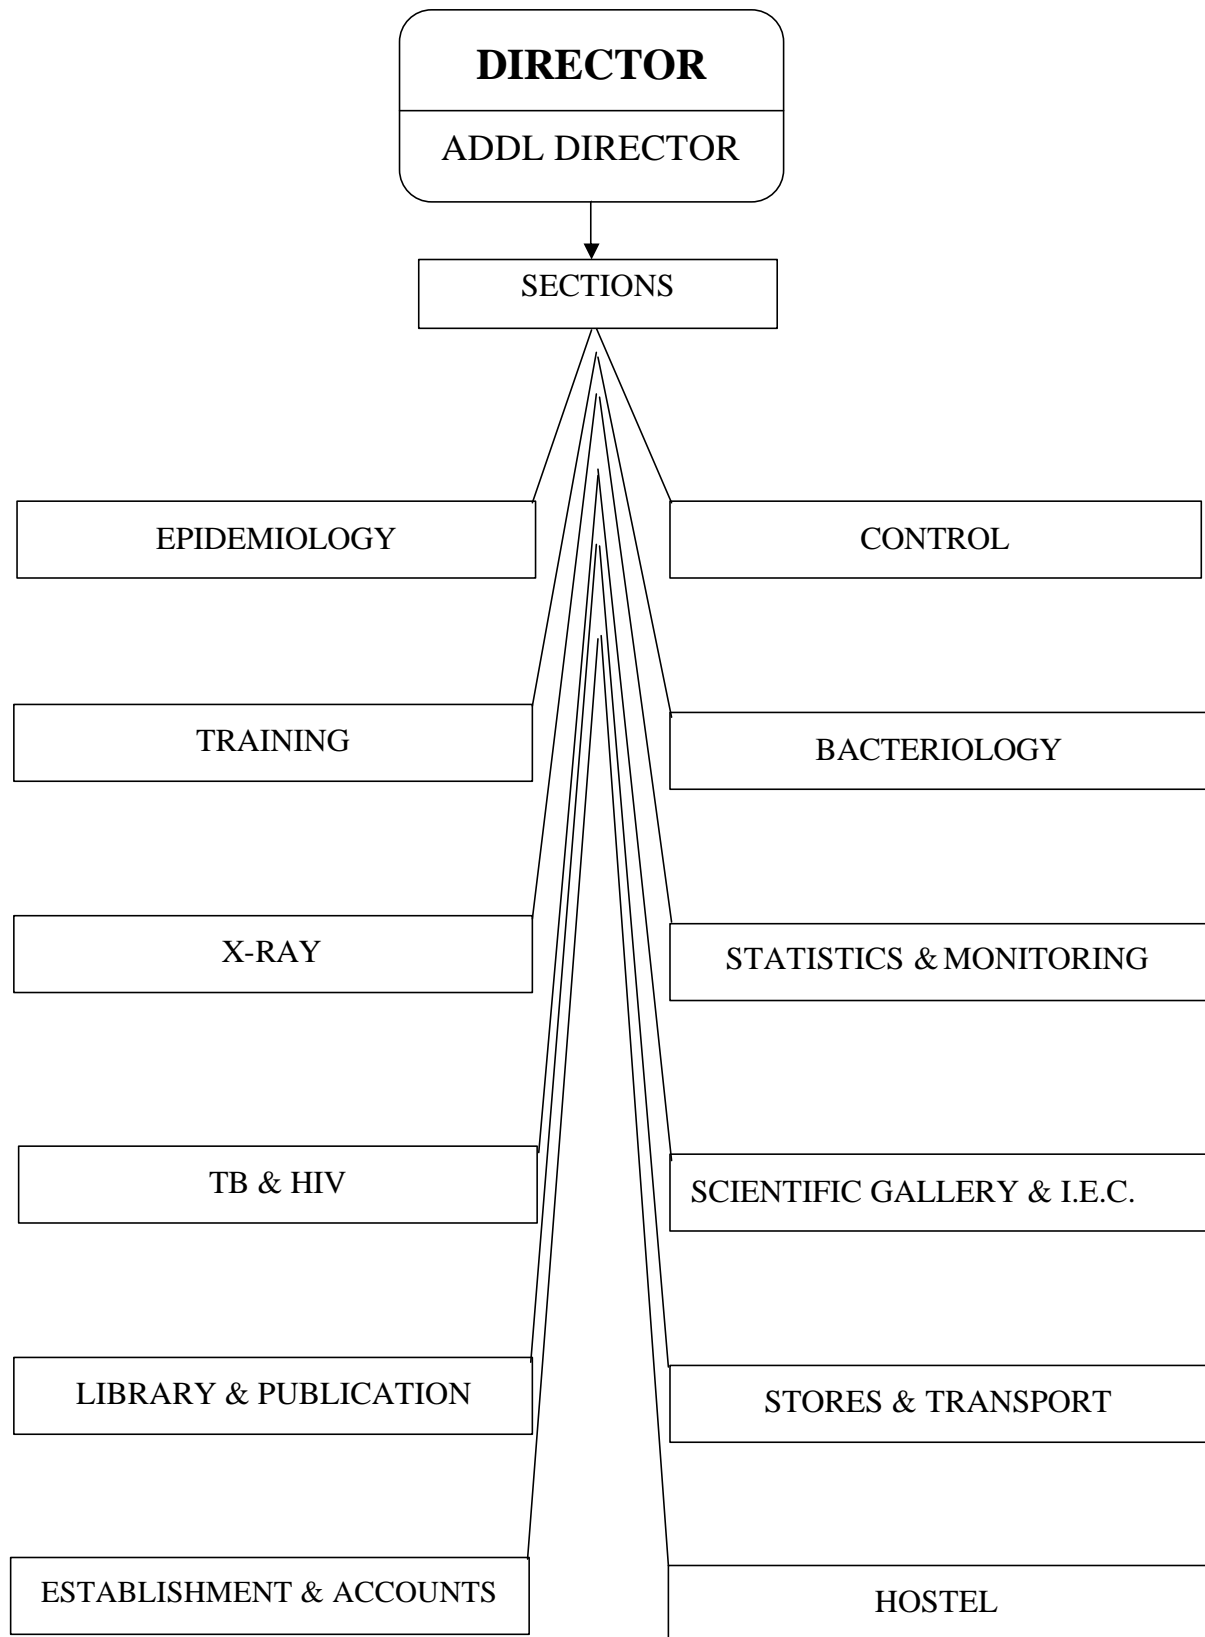 DIRECTOR
ADDL DIRECTOR
SECTIONS
EPIDEMIOLOGY
CONTROL
TRAINING
BACTERIOLOGY
X-RAY
STATISTICS & MONITORING
TB & HIV
SCIENTIFIC GALLERY & I.E.C.
LIBRARY & PUBLICATION
STORES & TRANSPORT
ESTABLISHMENT & ACCOUNTS
HOSTEL